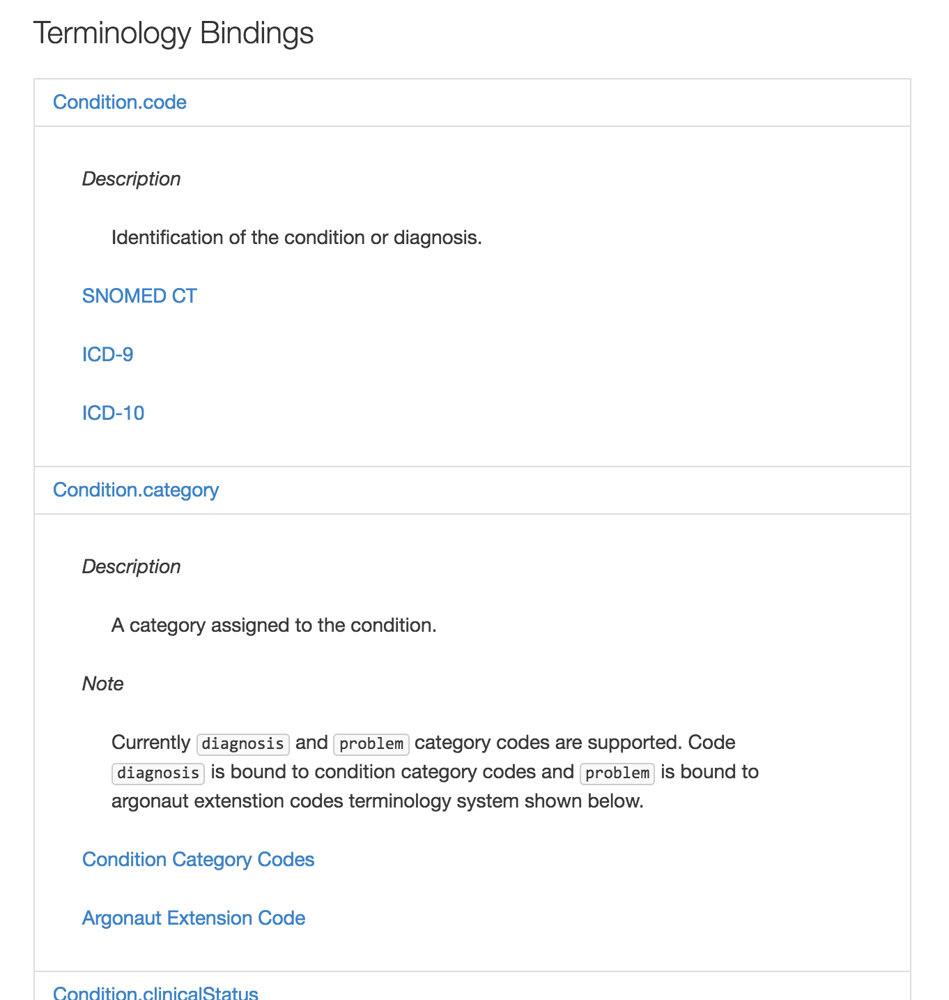 Terminology Bindings
Condition.code
Description
Identification of the condition or diagnosis.
SNOMED CT
ICD-9
ICD-10
Condition.category
Description
A category assigned to the condition.
Note
Currently diagnosis and problem category codes are supported. Code
diagnosis is bound to condition category codes and problem is bound to
argonaut extenstion codes terminology system shown below.
Condition Category Codes
Argonaut Extension Code
Condition.clinicalStatus